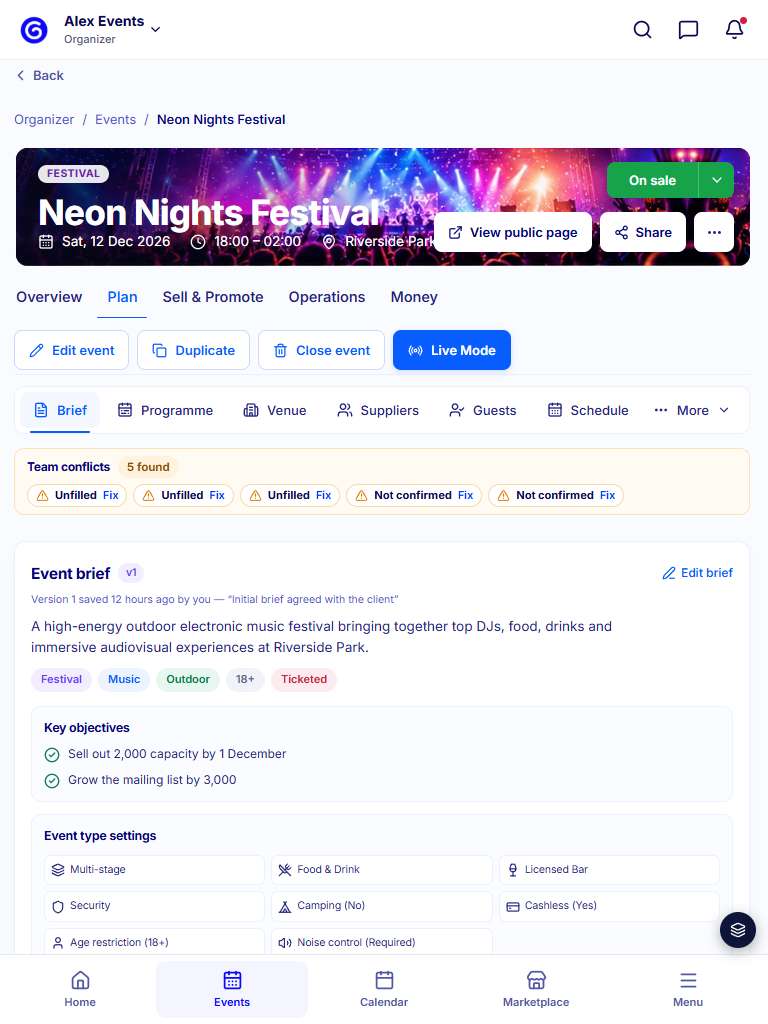 Alex Events
Organizer
Back
Organizer / Events / Neon Nights Festival
FESTIVAL
On sale
Neon Nights Festival
Sat, 12 Dec 2026 18:00 – 02:00 Riverside Park
View public page Share
Overview Plan Sell & Promote Operations Money
Edit event Duplicate Close event Live Mode
Brief Programme Venue Suppliers Guests Schedule More
Team conflicts 5 found
Unfilled Fix Unfilled Fix Unfilled Fix Not confirmed Fix Not confirmed Fix
Event brief v1 Edit brief
Version 1 saved 12 hours ago by you — “Initial brief agreed with the client”
A high-energy outdoor electronic music festival bringing together top DJs, food, drinks and
immersive audiovisual experiences at Riverside Park.
Festival Music Outdoor 18+ Ticketed
Key objectives
Sell out 2,000 capacity by 1 December
Grow the mailing list by 3,000
Event type settings
Multi-stage Food & Drink Licensed Bar
Security Camping (No) Cashless (Yes)
Age restriction (18+) Noise control (Required)
Home Events Calendar Marketplace Menu